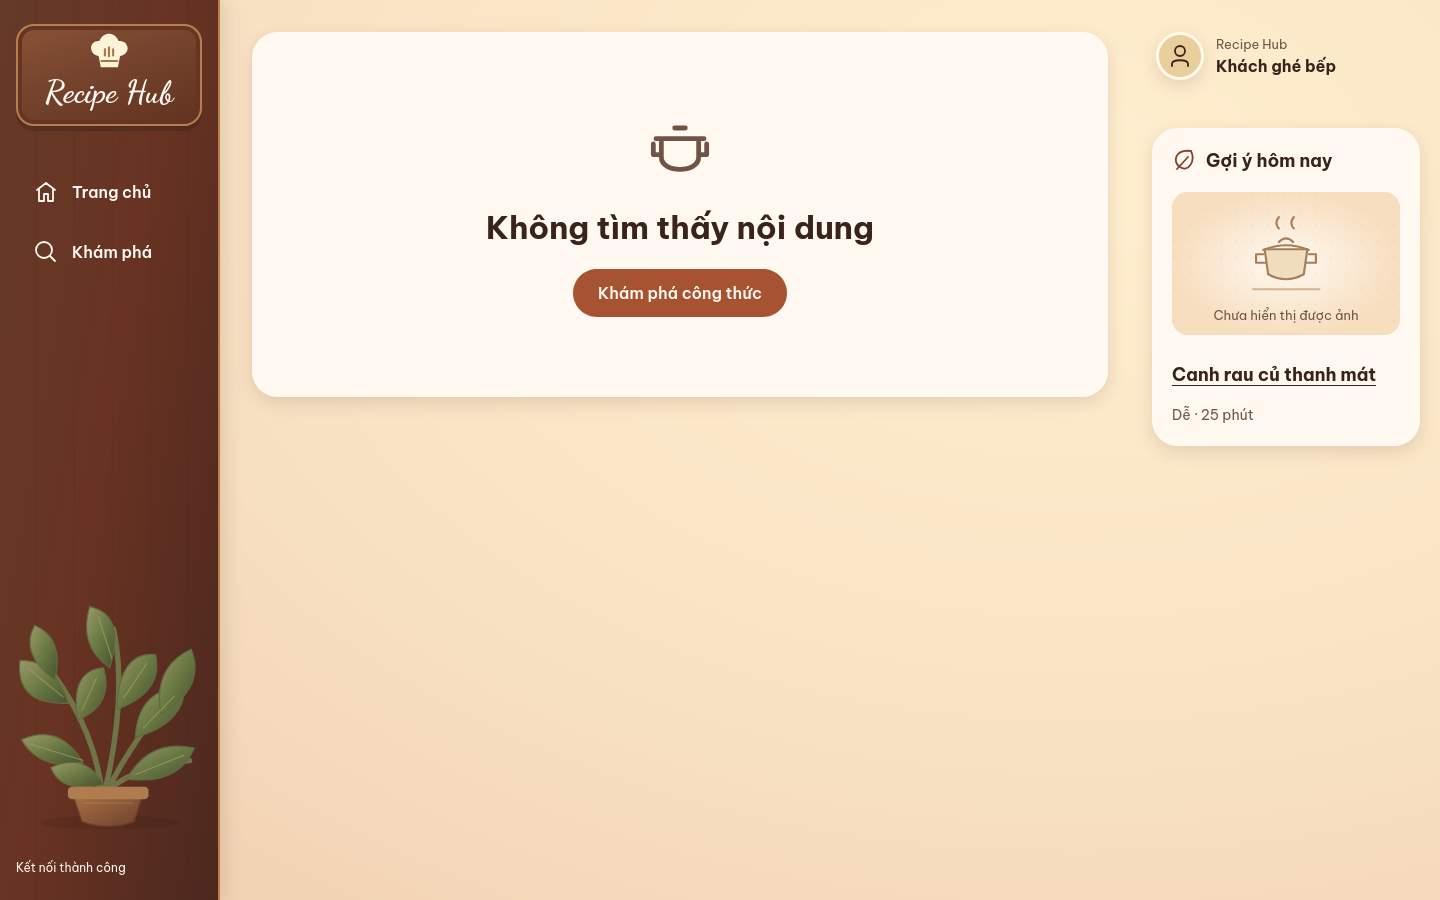 Recipe Hub
Trang chủ
Khám phá
Kết nối thành công
Không tìm thấy nội dung
Khám phá công thức
Recipe Hub
Khách ghé bếp
Gợi ý hôm nay
Chưa hiển thị được ảnh
Canh rau củ thanh mát
Dễ · 25 phút